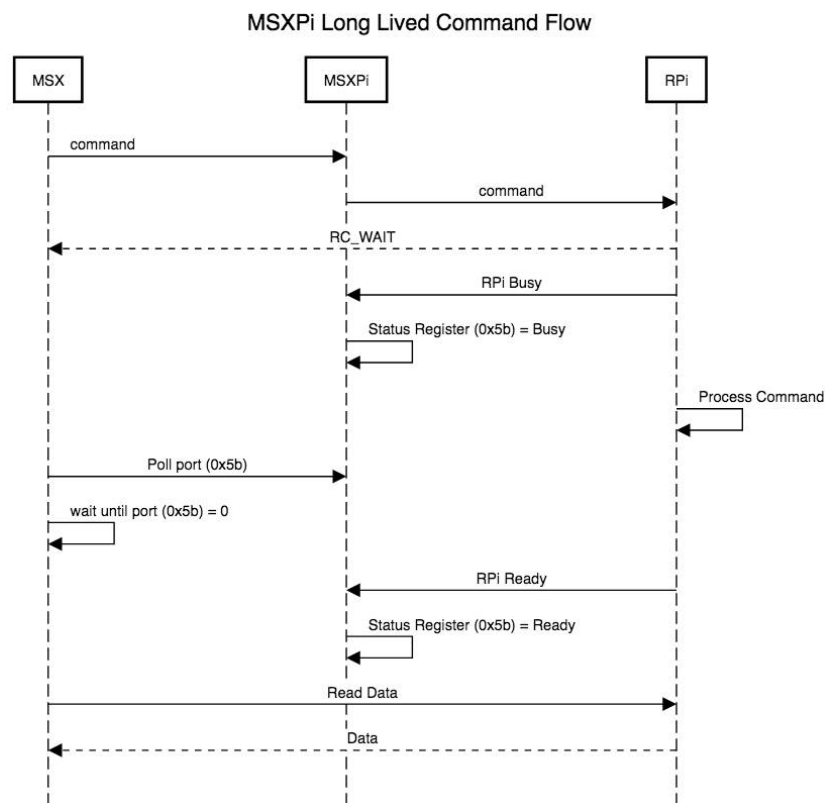 MSXPi Long Lived Command Flow
MSX
MSXPi
RPi
command
command
RC_WAIT
RPi Busy
Status Register (0x5b) = Busy
Process Command
Poll port (0x5b)
wait until port (0x5b) = 0
RPi Ready
Status Register (0x5b) = Ready
Read Data
Data